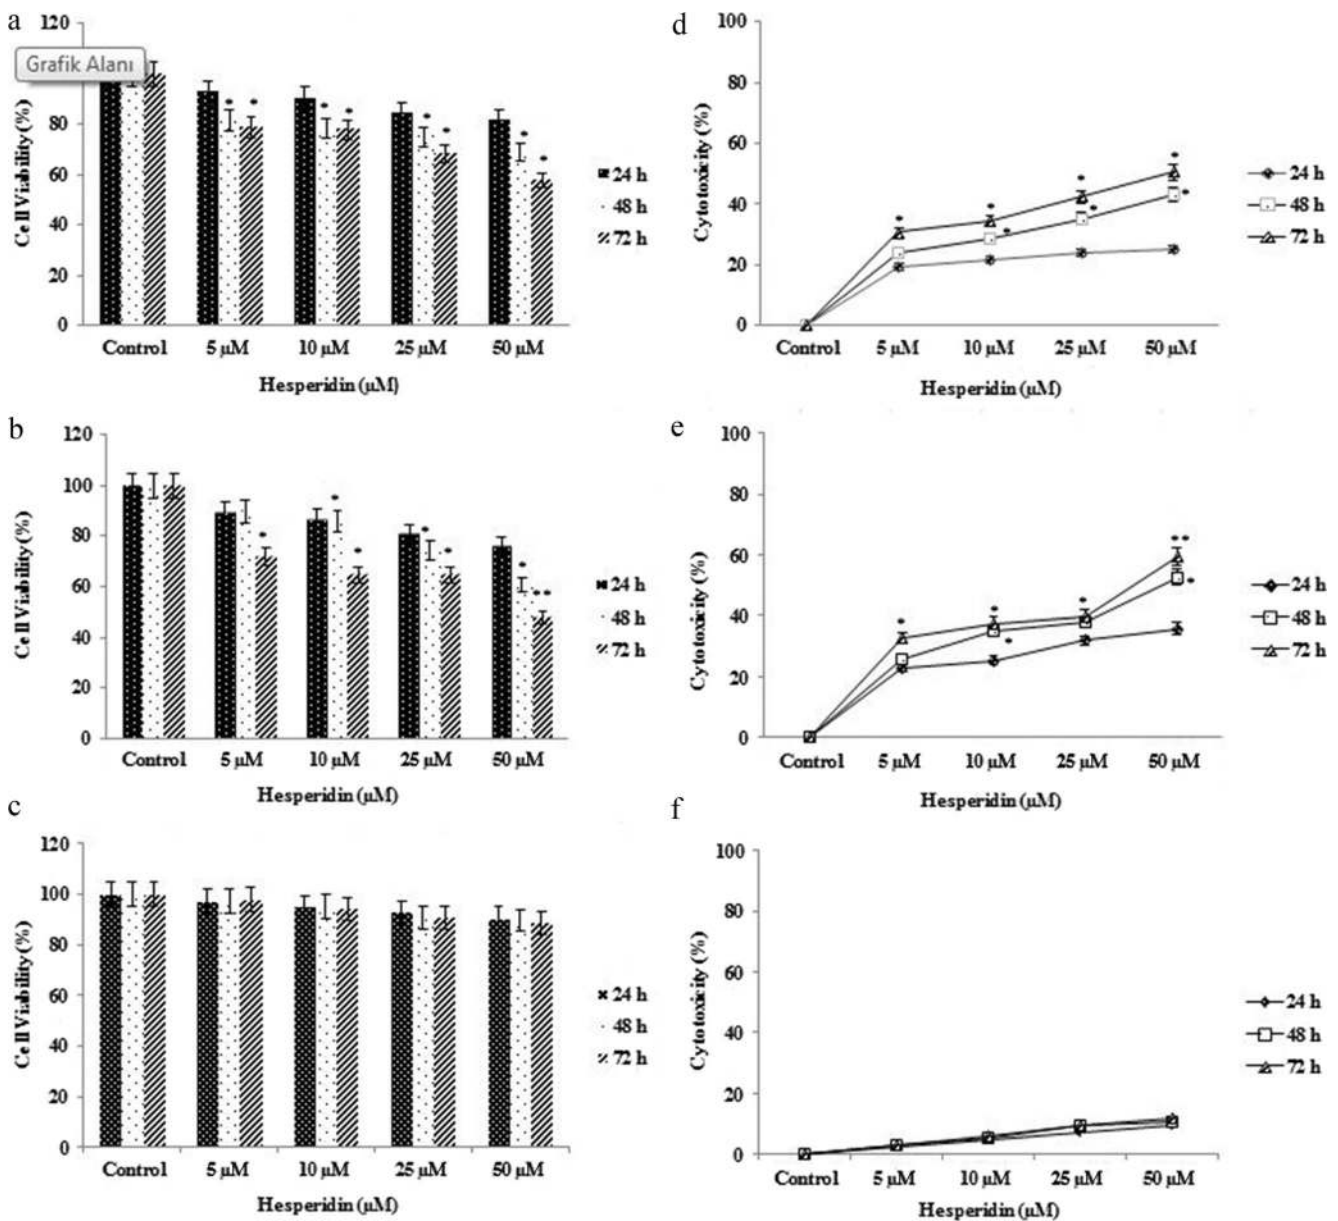 a
120
Grafik Alanı
80
60
40
20
0
Cell Viability (%)
Control 5 µM 10 µM 25 µM 50 µM
Hesperidin (µM)
* * * * * * * *
24 h
48 h
72 h
d
100
80
60
40
20
0
Cytotoxicity (%)
Control 5 µM 10 µM 25 µM 50 µM
Hesperidin (µM)
* * * * * * *
24 h
48 h
72 h
b
120
100
80
60
40
20
0
Cell Viability (%)
Control 5 µM 10 µM 25 µM 50 µM
Hesperidin (µM)
* * * * * * **
24 h
48 h
72 h
e
100
80
60
40
20
0
Cytotoxicity (%)
Control 5 µM 10 µM 25 µM 50 µM
Hesperidin (µM)
* * * * ** *
24 h
48 h
72 h
c
120
100
80
60
40
20
0
Cell Viability (%)
Control 5 µM 10 µM 25 µM 50 µM
Hesperidin (µM)
24 h
48 h
72 h
f
100
80
60
40
20
0
Cytotoxicity (%)
Control 5 µM 10 µM 25 µM 50 µM
Hesperidin (µM)
24 h
48 h
72 h